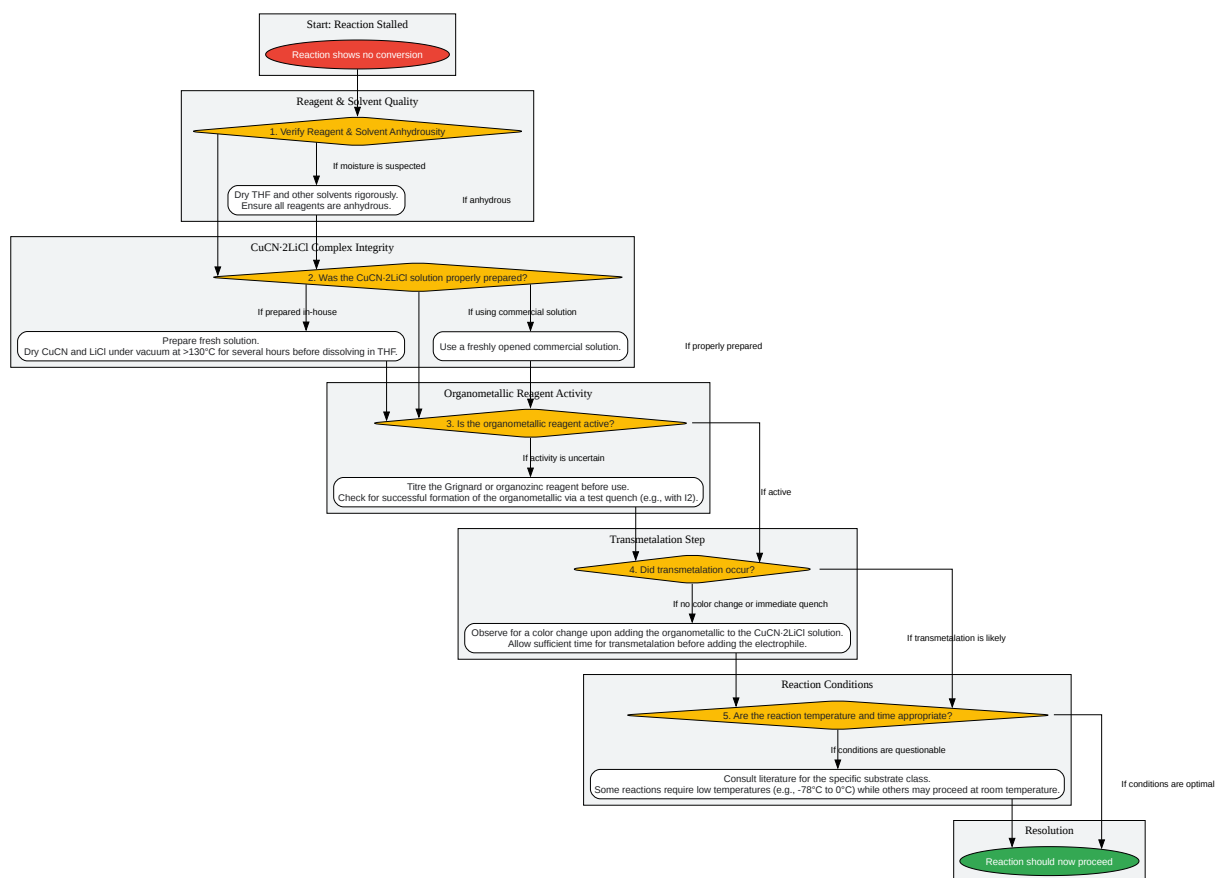 Start: Reaction Stalled
Reaction shows no conversion
Reagent & Solvent Quality
1. Verify Reagent & Solvent Anhydrousity
If moisture is suspected
Dry THF and other solvents rigorously.
Ensure all reagents are anhydrous.
If anhydrous
CuCN·2LiCl Complex Integrity
2. Was the CuCN·2LiCl solution properly prepared?
If prepared in-house
If using commercial solution
Prepare fresh solution.
Dry CuCN and LiCl under vacuum at >130°C for several hours before dissolving in THF.
Use a freshly opened commercial solution.
If properly prepared
Organometallic Reagent Activity
3. Is the organometallic reagent active?
If activity is uncertain
Titre the Grignard or organozinc reagent before use.
Check for successful formation of the organometallic via a test quench (e.g., with I2).
If active
Transmetalation Step
4. Did transmetalation occur?
If no color change or immediate quench
Observe for a color change upon adding the organometallic to the CuCN·2LiCl solution.
Allow sufficient time for transmetalation before adding the electrophile.
If transmetalation is likely
Reaction Conditions
5. Are the reaction temperature and time appropriate?
If conditions are questionable
Consult literature for the specific substrate class.
Some reactions require low temperatures (e.g., -78°C to 0°C) while others may proceed at room temperature.
If conditions are optimal
Resolution
Reaction should now proceed